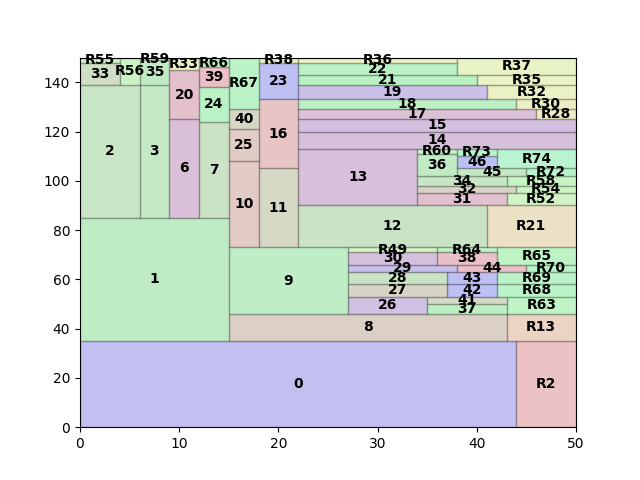 R55 R59 R33 R66 R38 R36
33 R56 35 39 R67 23 22 R37
140 20 24 21 R35
19 R32
18 R30
40 17 R28
120 2 3 6 7 25 16 15
14
R60 R73
36 46 R74
100 10 11 13 45 R72
34 R58
32 R54
31 R52
80 12 R21
R49 R64
30 38 R65
60 1 9 29 44 R70
28 43 R69
27 42 R68
26 41 R63
37
40 8 R13
20 0 R2
0
0 10 20 30 40 50